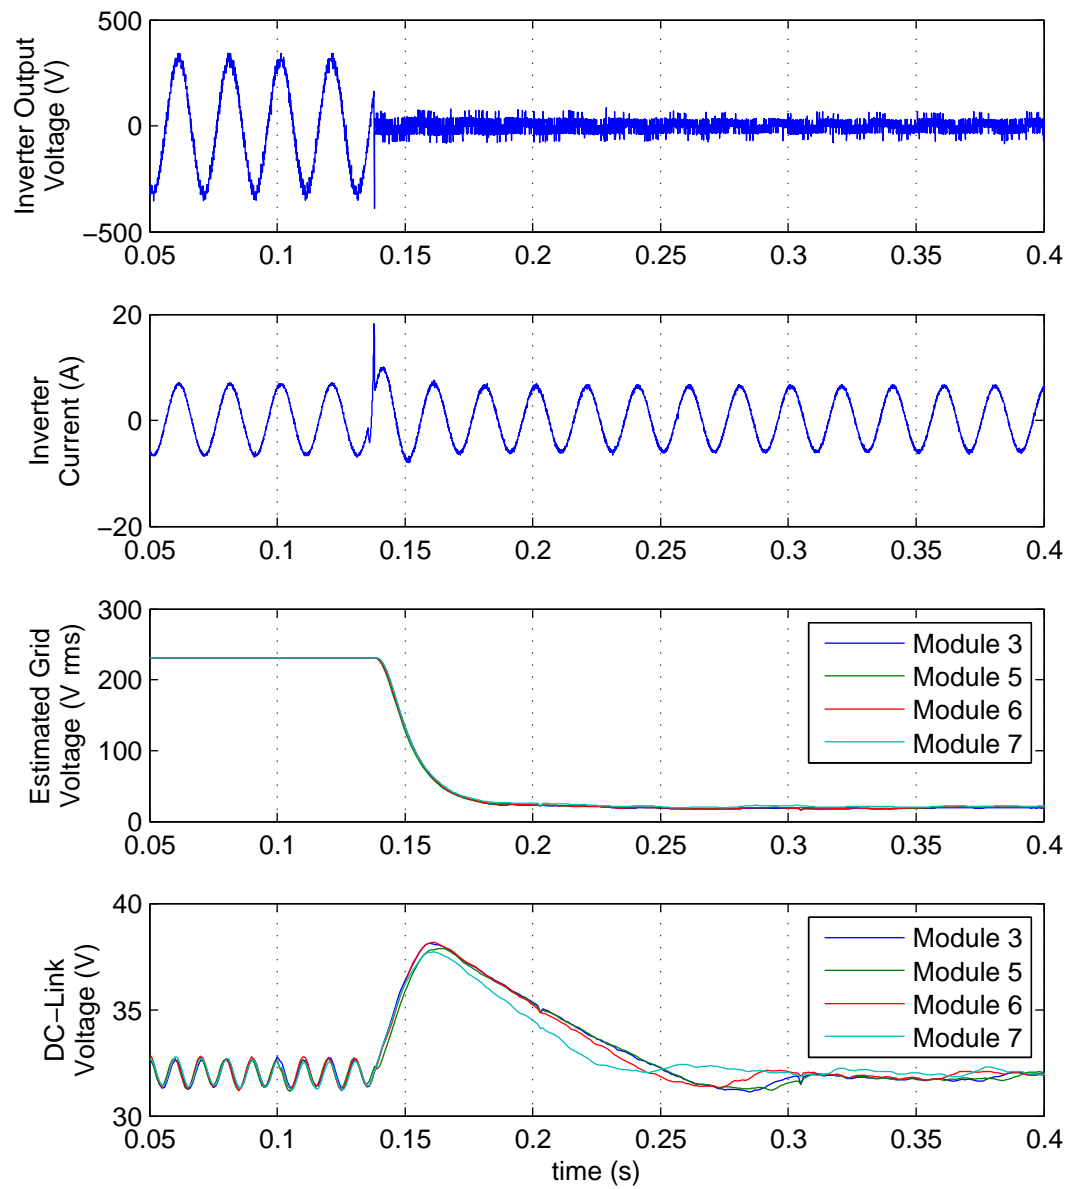 Inverter Output
Voltage (V)
500
0
−500
0.05 0.1 0.15 0.2 0.25 0.3 0.35 0.4
Inverter
Current (A)
20
0
−20
0.05 0.1 0.15 0.2 0.25 0.3 0.35 0.4
Estimated Grid
Voltage (V rms)
300
200
100
0
Module 3
Module 5
Module 6
Module 7
0.05 0.1 0.15 0.2 0.25 0.3 0.35 0.4
DC−Link
Voltage (V)
40
35
30
Module 3
Module 5
Module 6
Module 7
0.05 0.1 0.15 0.2 0.25 0.3 0.35 0.4
time (s)